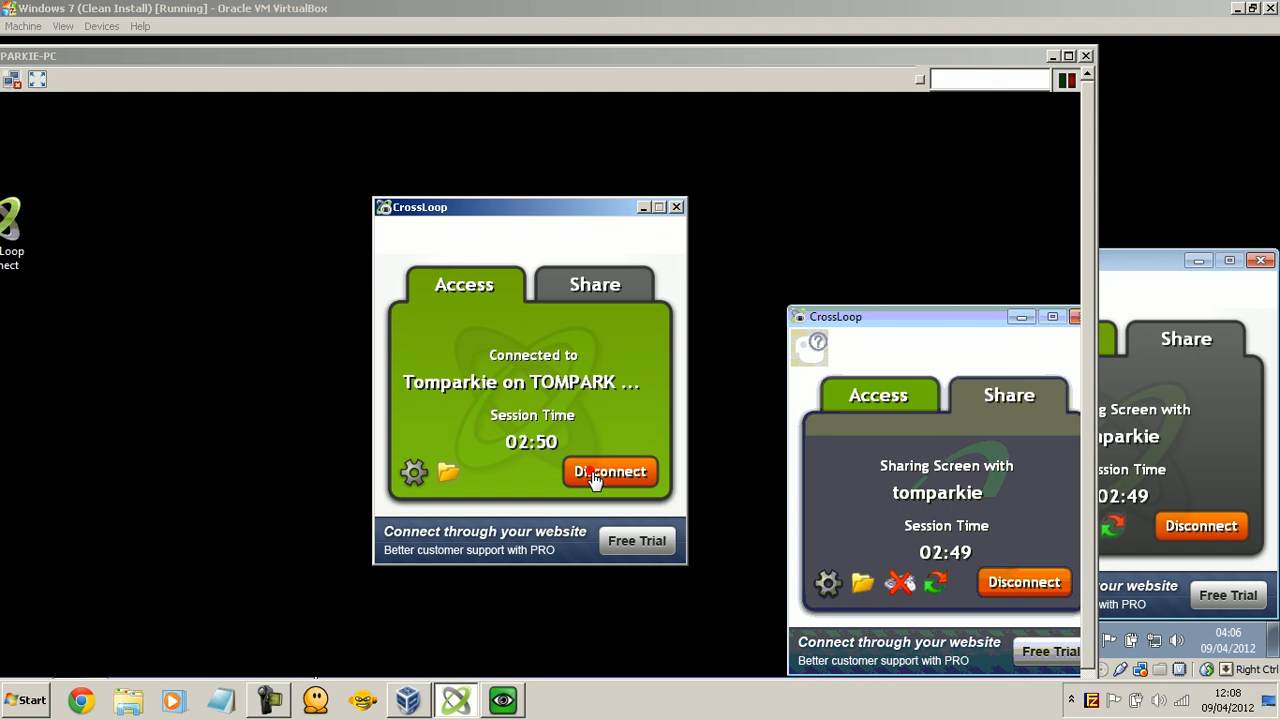 Windows 7 (Clean Install) [Running] - Oracle VM VirtualBox
Machine View Devices Help
PARKIE-PC
Loop
nect
CrossLoop
Access Share
Connected to
Tomparkie on TOMPARK ...
Session Time
02:50
Disconnect
Connect through your website
Better customer support with PRO
Free Trial
CrossLoop
Access Share
Sharing Screen with
tomparkie
Session Time
02:49
Disconnect
Connect through your website
Better customer support with PRO
Free Trial
Share
g Screen with
parkie
ssion Time
02:49
Disconnect
our website
with PRO
Free Trial
04:06
09/04/2012
Right Ctrl
Start
12:08
09/04/2012